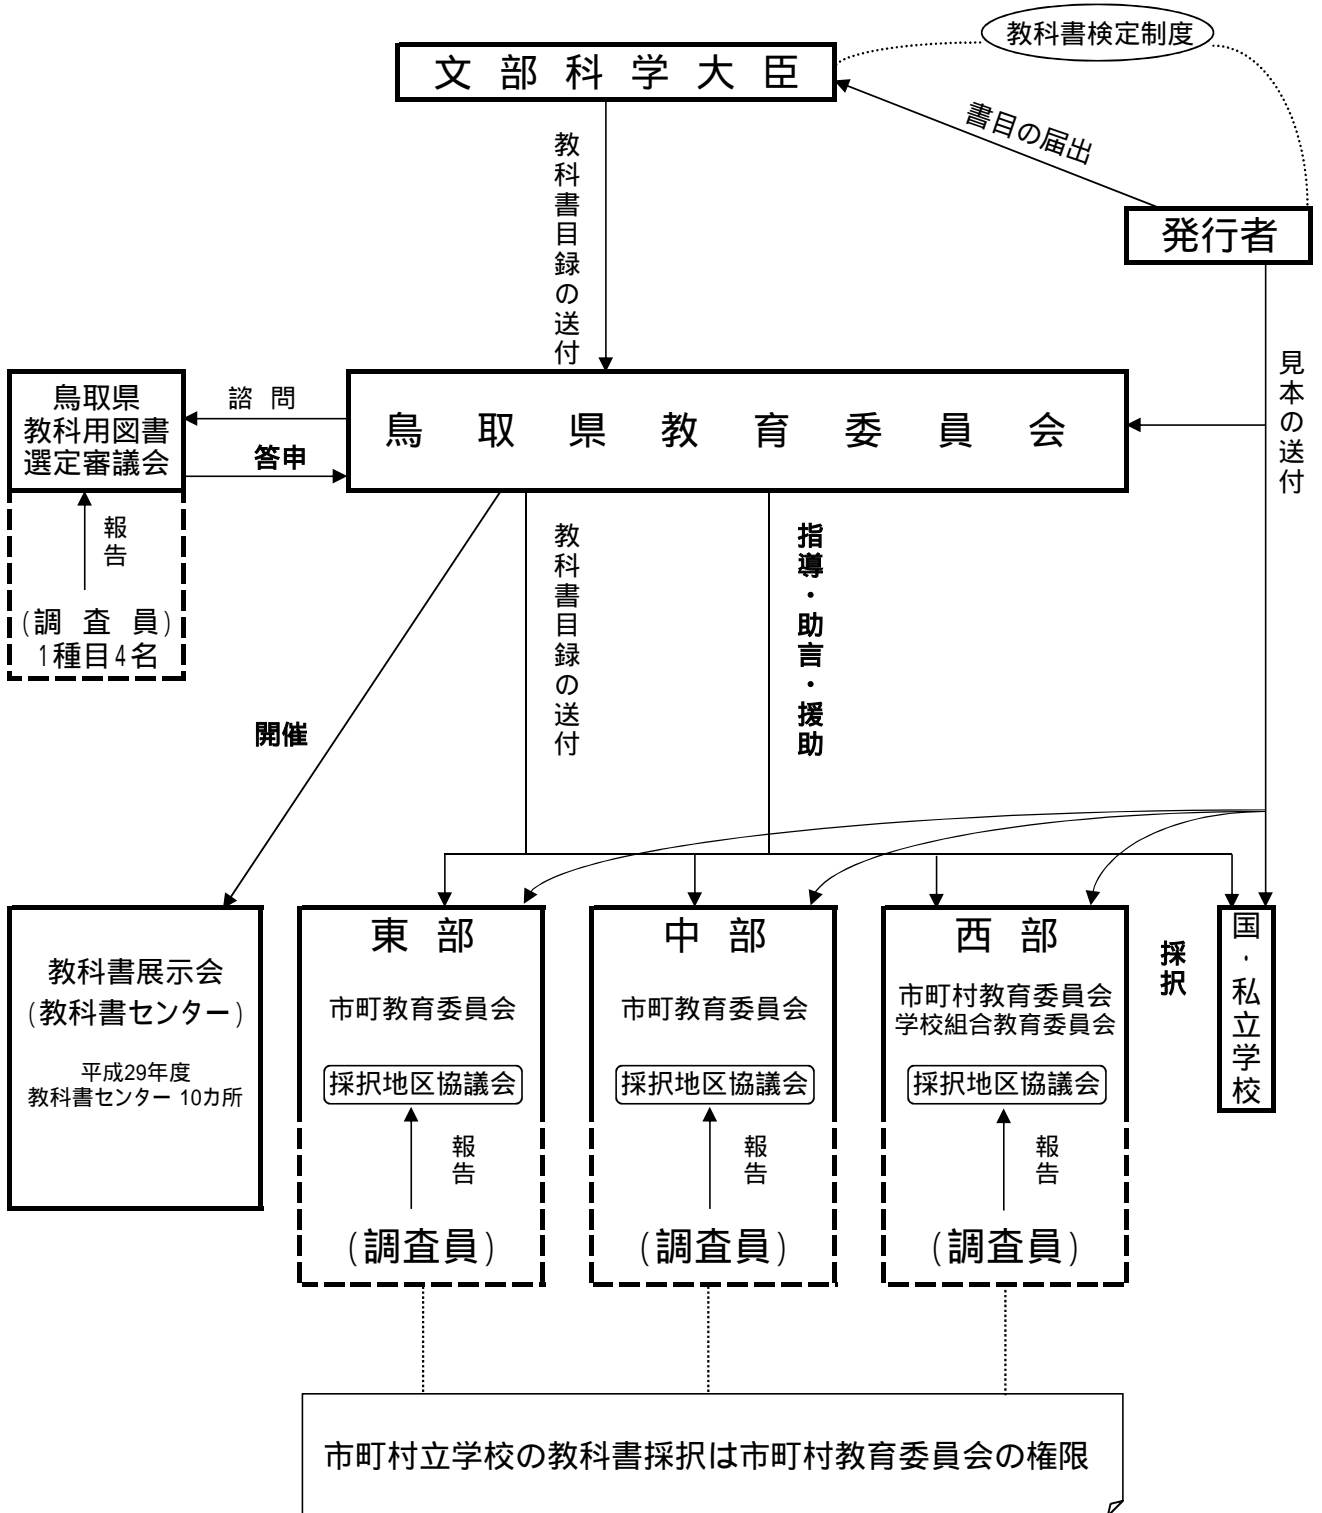 教科書検定制度
文部科学大臣
書目の届出
教科書目録の送付
発行者
見本の送付
鳥取県
教科用図書
選定審議会
諮問
答申
鳥取県教育委員会
報告
(調査員)
1種目4名
開催
教科書目録の送付
指導・助言・援助
教科書展示会
(教科書センター)
平成29年度
教科書センター 10カ所
東部
市町教育委員会
採択地区協議会
報告
(調査員)
中部
市町教育委員会
採択地区協議会
報告
(調査員)
西部
市町村教育委員会
学校組合教育委員会
採択地区協議会
報告
(調査員)
採択
国・私立学校
市町村立学校の教科書採択は市町村教育委員会の権限